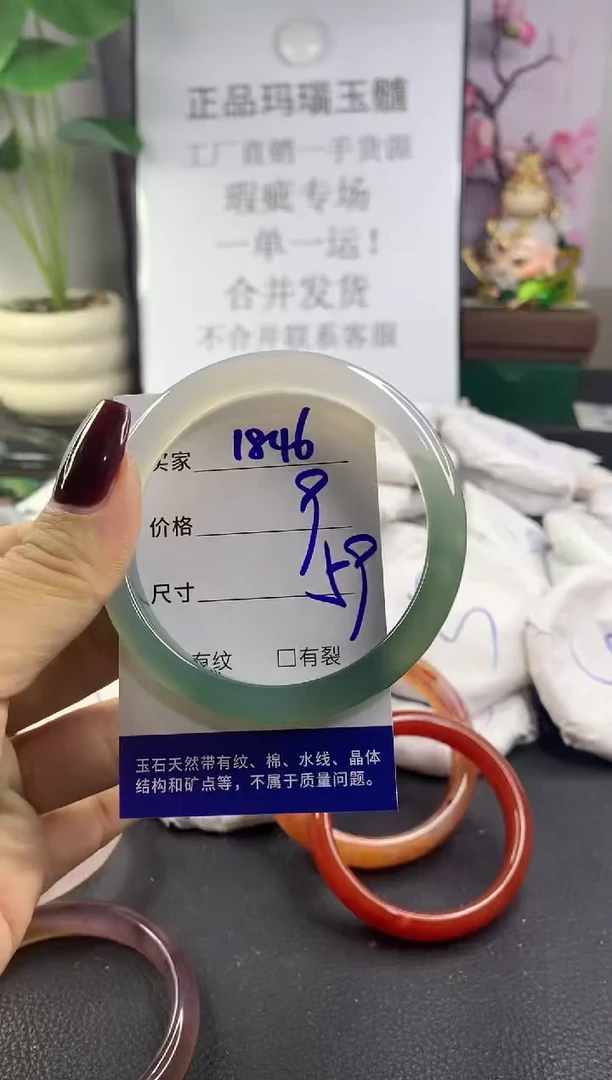 正品玛瑙玉髓
工厂直销一手货源
瑕疵专场
一单一运!
合并发货
不合并联系客服
买家 1846
价格 9
尺寸 59
有纹 □有裂
玉石天然带有纹、棉、水线、晶体
结构和矿点等，不属于质量问题。